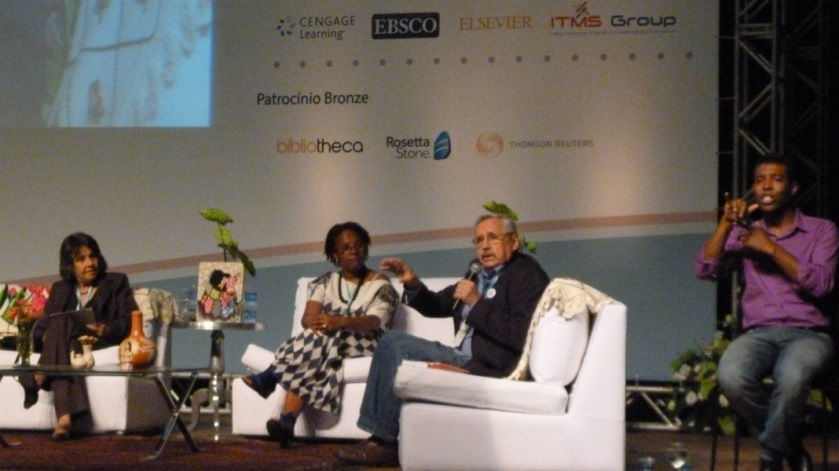 CENGAGE Learning
EBSCO
ELSEVIER
ITMS Group
Patrocínio Bronze
bibliotheca
Rosetta Stone
THOMSON REUTERS